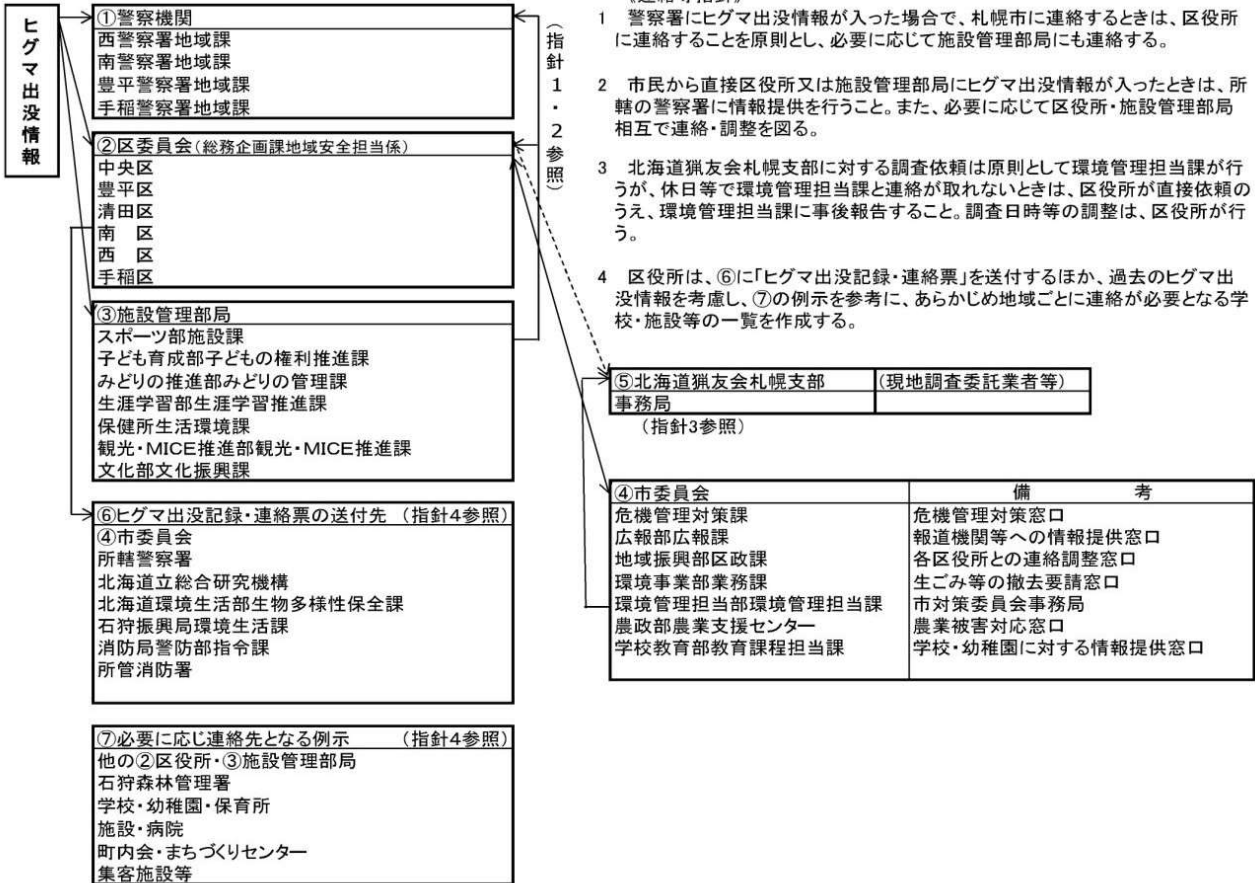 ヒグマ出没情報
①警察機関
西警察署地域課
南警察署地域課
豊平警察署地域課
手稲警察署地域課
②区委員会(総務企画課地域安全担当係)
中央区
豊平区
清田区
南　区
西　区
手稲区
③施設管理部局
スポーツ部施設課
子ども育成部子どもの権利推進課
みどりの推進部みどりの管理課
生涯学習部生涯学習推進課
保健所生活環境課
観光・MICE推進部観光・MICE推進課
文化部文化振興課
⑥ヒグマ出没記録・連絡票の送付先　(指針4参照)
④市委員会
所轄警察署
北海道立総合研究機構
北海道環境生活部生物多様性保全課
石狩振興局環境生活課
消防局警防部指令課
所管消防署
⑦必要に応じ連絡先となる例示　(指針4参照)
他の②区役所・③施設管理部局
石狩森林管理署
学校・幼稚園・保育所
施設・病院
町内会・まちづくりセンター
集客施設等
(指針1・2参照)
1　警察署にヒグマ出没情報が入った場合で、札幌市に連絡するときは、区役所
に連絡することを原則とし、必要に応じて施設管理部局にも連絡する。
2　市民から直接区役所又は施設管理部局にヒグマ出没情報が入ったときは、所
轄の警察署に情報提供を行うこと。また、必要に応じて区役所・施設管理部局
相互で連絡・調整を図る。
3　北海道猟友会札幌支部に対する調査依頼は原則として環境管理担当課が行
うが、休日等で環境管理担当課と連絡が取れないときは、区役所が直接依頼の
うえ、環境管理担当課に事後報告すること。調査日時等の調整は、区役所が行
う。
4　区役所は、⑥に「ヒグマ出没記録・連絡票」を送付するほか、過去のヒグマ出
没情報を考慮し、⑦の例示を参考に、あらかじめ地域ごとに連絡が必要となる学
校・施設等の一覧を作成する。
⑤北海道猟友会札幌支部　(現地調査委託業者等)
事務局
(指針3参照)
④市委員会　備　考
危機管理対策課　危機管理対策窓口
広報部広報課　報道機関等への情報提供窓口
地域振興部区政課　各区役所との連絡調整窓口
環境事業部業務課　生ごみ等の撤去要請窓口
環境管理担当部環境管理担当課　市対策委員会事務局
農政部農業支援センター　農業被害対応窓口
学校教育部教育課程担当課　学校・幼稚園に対する情報提供窓口